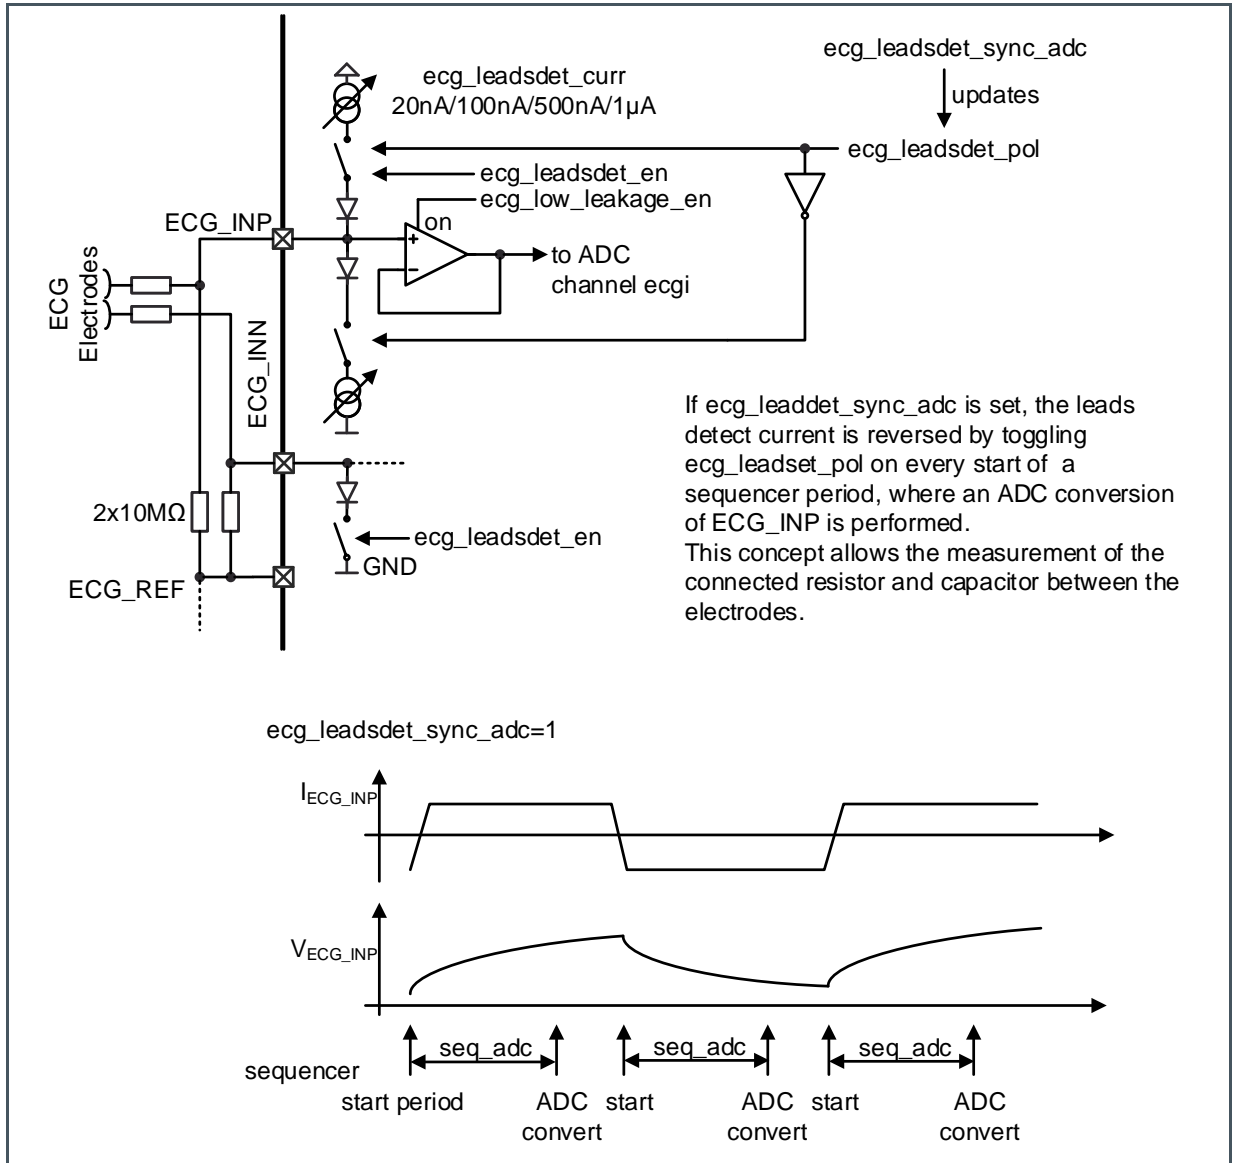 ecg_leadsdet_sync_adc
ecg_leadsdet_curr
20nA/100nA/500nA/1µA
updates
ecg_leadsdet_pol
ecg_leadsdet_en
ecg_low_leakage_en
on
ECG_INP
+
−
to ADC
channel ecgi
ECG
Electrodes
ECG_INN
If ecg_leaddet_sync_adc is set, the leads
detect current is reversed by toggling
ecg_leadset_pol on every start of a
sequencer period, where an ADC conversion
of ECG_INP is performed.
This concept allows the measurement of the
connected resistor and capacitor between the
electrodes.
2x10MΩ
ecg_leadsdet_en
GND
ECG_REF
ecg_leadsdet_sync_adc=1
IECG_INP
VECG_INP
seq_adc seq_adc seq_adc
sequencer
start period ADC start ADC start ADC
convert convert convert